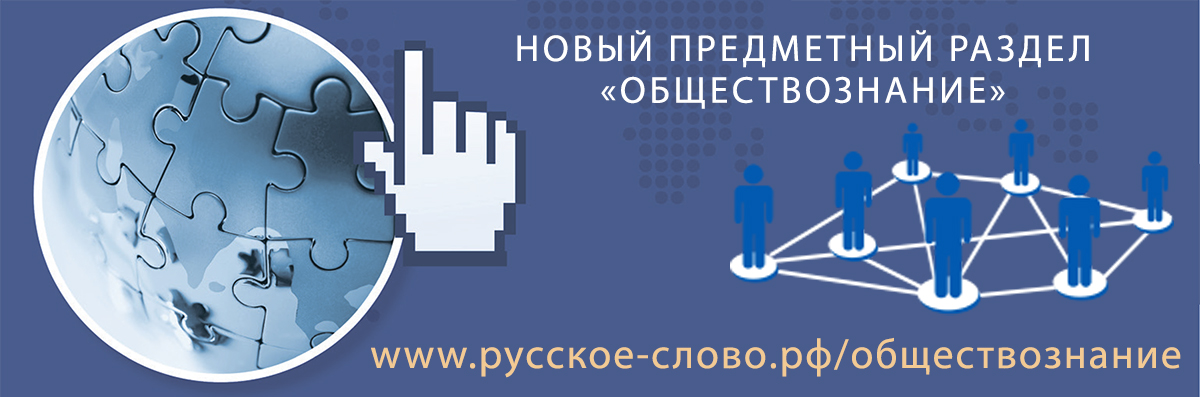 НОВЫЙ ПРЕДМЕТНЫЙ РАЗДЕЛ
«ОБЩЕСТВОЗНАНИЕ»
www.русское-слово.рф/обществознание